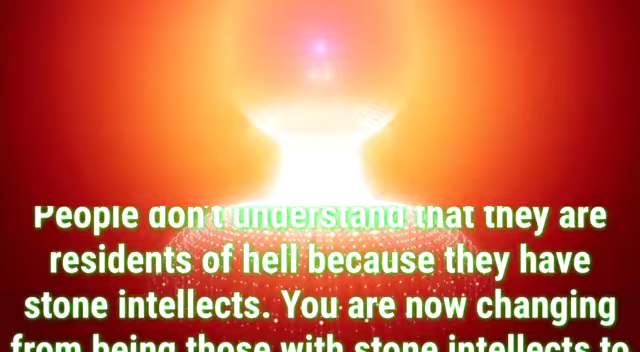 People don't understand that they are
residents of hell because they have
stone intellects. You are now changing
from being those with stone intellects to